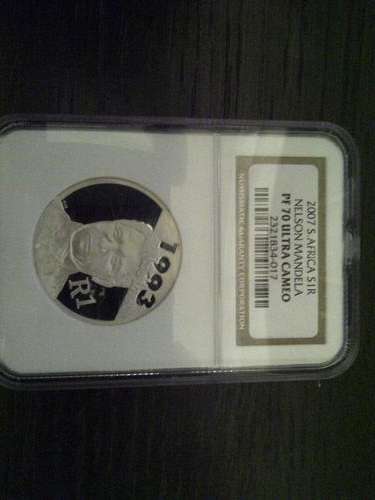 2007 S. AFRICA S1R
NELSON MANDELA
PF 70 ULTRA CAMEO
2321834-017
NUMISMATIC GUARANTY CORPORATION
1993
R1